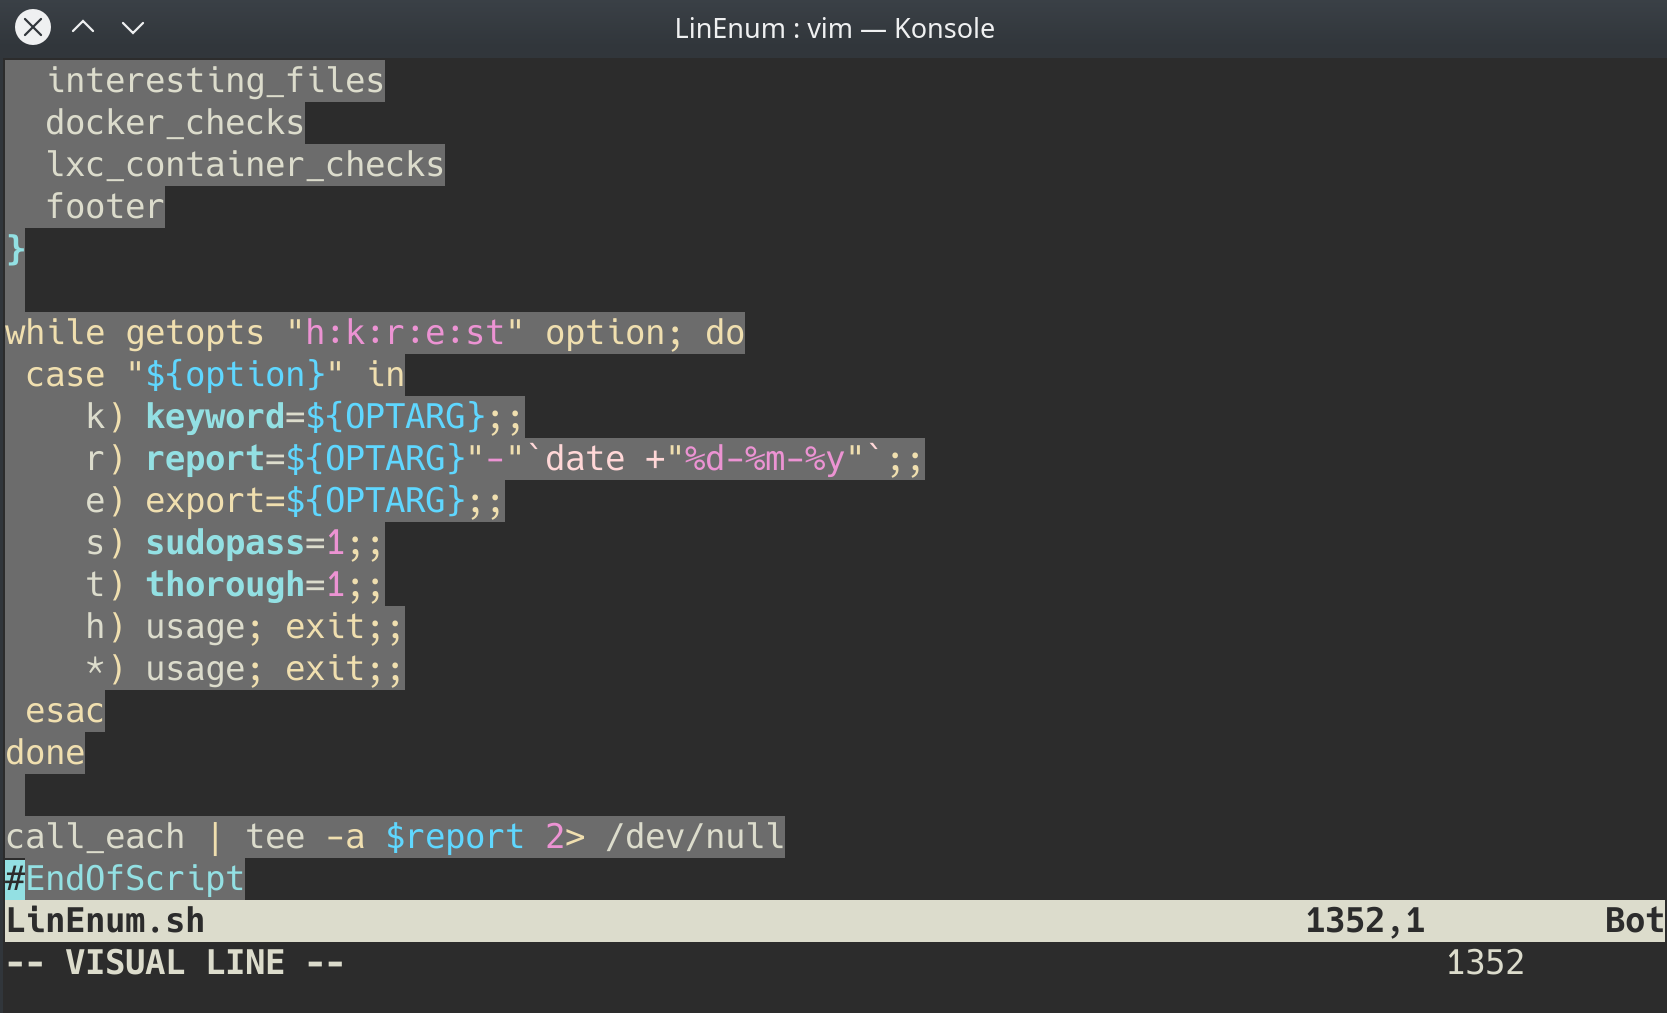 LinEnum : vim — Konsole
  interesting_files
  docker_checks
  lxc_container_checks
  footer
}

while getopts "h:k:r:e:st" option; do
 case "${option}" in
    k) keyword=${OPTARG};;
    r) report=${OPTARG}"-"`date +"%d-%m-%y"`;;
    e) export=${OPTARG};;
    s) sudopass=1;;
    t) thorough=1;;
    h) usage; exit;;
    *) usage; exit;;
 esac
done

call_each | tee -a $report 2> /dev/null
#EndOfScript
LinEnum.sh 1352,1 Bot
-- VISUAL LINE -- 1352